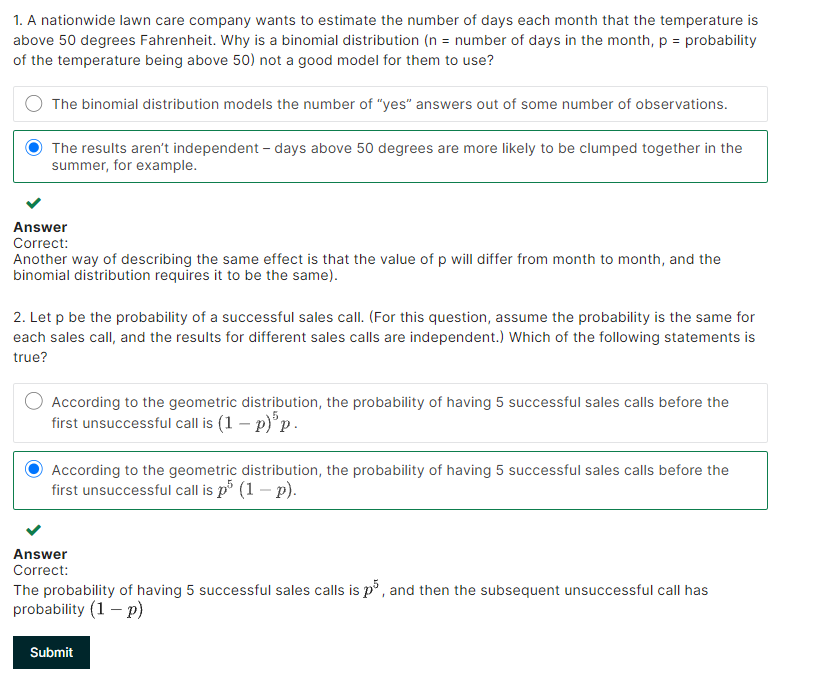 1. A nationwide lawn care company wants to estimate the number of days each month that the temperature is
above 50 degrees Fahrenheit. Why is a binomial distribution (n = number of days in the month, p = probability
of the temperature being above 50) not a good model for them to use?
The binomial distribution models the number of “yes” answers out of some number of observations.
The results aren’t independent – days above 50 degrees are more likely to be clumped together in the
summer, for example.
Answer
Correct:
Another way of describing the same effect is that the value of p will differ from month to month, and the
binomial distribution requires it to be the same).
2. Let p be the probability of a successful sales call. (For this question, assume the probability is the same for
each sales call, and the results for different sales calls are independent.) Which of the following statements is
true?
According to the geometric distribution, the probability of having 5 successful sales calls before the
first unsuccessful call is (1 − p)⁵p.
According to the geometric distribution, the probability of having 5 successful sales calls before the
first unsuccessful call is p⁵ (1 − p).
Answer
Correct:
The probability of having 5 successful sales calls is p⁵, and then the subsequent unsuccessful call has
probability (1 − p)
Submit